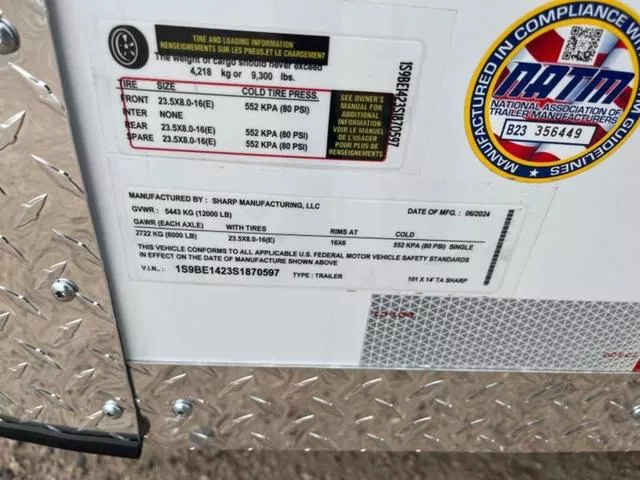 TIRE AND LOADING INFORMATION
RENSEIGNEMENTS SUR LES PNEUS ET LE CHARGEMENT
The weight of cargo should never exceed
4,218 kg or 9,300 lbs.
TIRE SIZE COLD TIRE PRESS.
FRONT 23.5X8.0-16(E) 552 KPA (80 PSI)
INTER NONE
REAR 23.5X8.0-16(E) 552 KPA (80 PSI)
SPARE 23.5X8.0-16(E) 552 KPA (80 PSI)
SEE OWNER'S
MANUAL FOR
ADDITIONAL
INFORMATION
VOIR LE MANUEL
DE L'USAGER
POUR PLUS DE
RENSEIGNEMENTS
1S9BE1423S1870597
MANUFACTURED IN COMPLIANCE WITH
GUIDELINES
NATM
NATIONAL ASSOCIATION OF
TRAILER MANUFACTURERS
B23 356449
MANUFACTURED BY : SHARP MANUFACTURING, LLC DATE OF MFG. : 06/2024
GVWR : 5443 KG (12000 LB)
GAWR (EACH AXLE) WITH TIRES RIMS AT COLD
2722 KG (6000 LB) 23.5X8.0-16(E) 16X6 552 KPA (80 PSI) SINGLE
THIS VEHICLE CONFORMS TO ALL APPLICABLE U.S. FEDERAL MOTOR VEHICLE SAFETY STANDARDS
IN EFFECT ON THE DATE OF MANUFACTURE SHOWN ABOVE
V.I.N.: 1S9BE1423S1870597 TYPE : TRAILER 101 X 14' TA SHARP